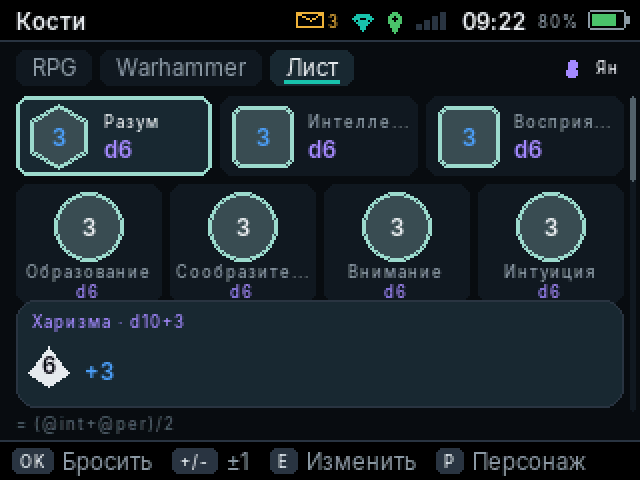 Кости 3 09:22 80%
RPG Warhammer Лист Ян
3 Разум d6 3 Интелле... d6 3 Восприя... d6
3 3 3 3
Образование Сообразите... Внимание Интуиция
d6 d6 d6 d6
Харизма · d10+3
6 +3
= (@int+@per)/2
OK Бросить +/- ±1 E Изменить P Персонаж